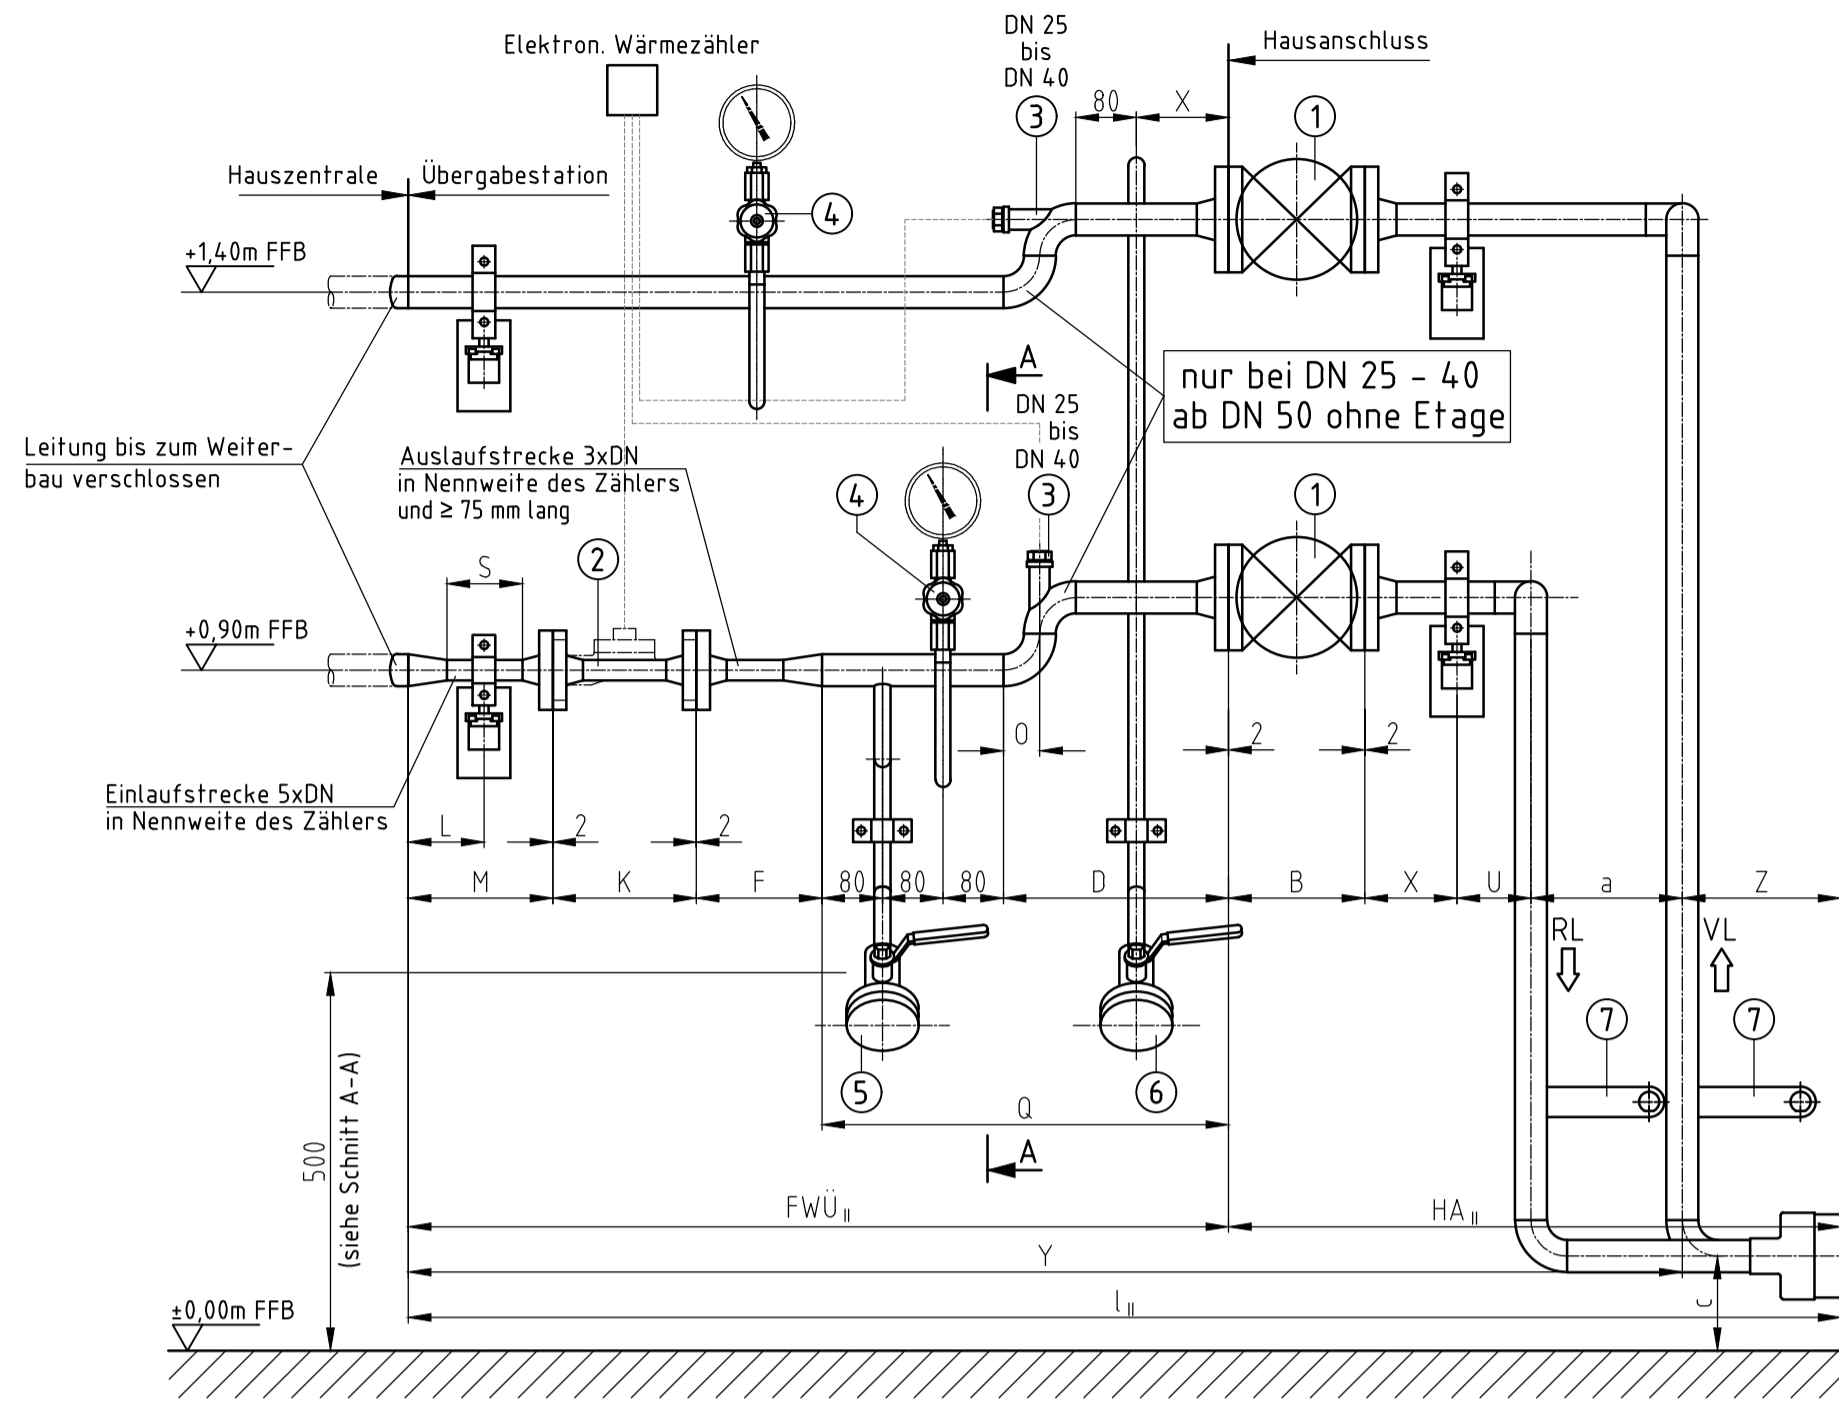 DN 25
bis
DN 40
Elektron. Wärmezähler
Hausanschluss
3
80
X
1
Hauszentrale
Übergabestation
4
+1,40m FFB
A
nur bei DN 25 - 40
ab DN 50 ohne Etage
DN 25
bis
DN 40
Leitung bis zum Weiter-
bau verschlossen
Auslaufstrecke 3xDN
in Nennweite des Zählers
und ≥ 75 mm lang
4
3
1
S
2
+0,90m FFB
O
2
2
Einlaufstrecke 5xDN
in Nennweite des Zählers
L
2
2
M
K
F
80
80
80
D
B
X
U
a
Z
RL
VL
7
7
5
6
Q
A
500
(siehe Schnitt A-A)
FWÜ II
HA II
Y
l II
c
±0,00m FFB